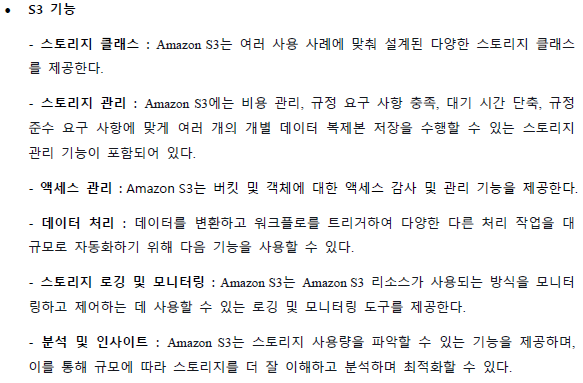 • S3 기능
- 스토리지 클래스 : Amazon S3는 여러 사용 사례에 맞춰 설계된 다양한 스토리지 클래스
를 제공한다.
- 스토리지 관리 : Amazon S3에는 비용 관리, 규정 요구 사항 충족, 대기 시간 단축, 규정
준수 요구 사항에 맞게 여러 개의 개별 데이터 복제본 저장을 수행할 수 있는 스토리지
관리 기능이 포함되어 있다.
- 액세스 관리 : Amazon S3는 버킷 및 객체에 대한 액세스 감사 및 관리 기능을 제공한다.
- 데이터 처리 : 데이터를 변환하고 워크플로를 트리거하여 다양한 다른 처리 작업을 대
규모로 자동화하기 위해 다음 기능을 사용할 수 있다.
- 스토리지 로깅 및 모니터링 : Amazon S3는 Amazon S3 리소스가 사용되는 방식을 모니터
링하고 제어하는 데 사용할 수 있는 로깅 및 모니터링 도구를 제공한다.
- 분석 및 인사이트 : Amazon S3는 스토리지 사용량을 파악할 수 있는 기능을 제공하며,
이를 통해 규모에 따라 스토리지를 더 잘 이해하고 분석하며 최적화할 수 있다.